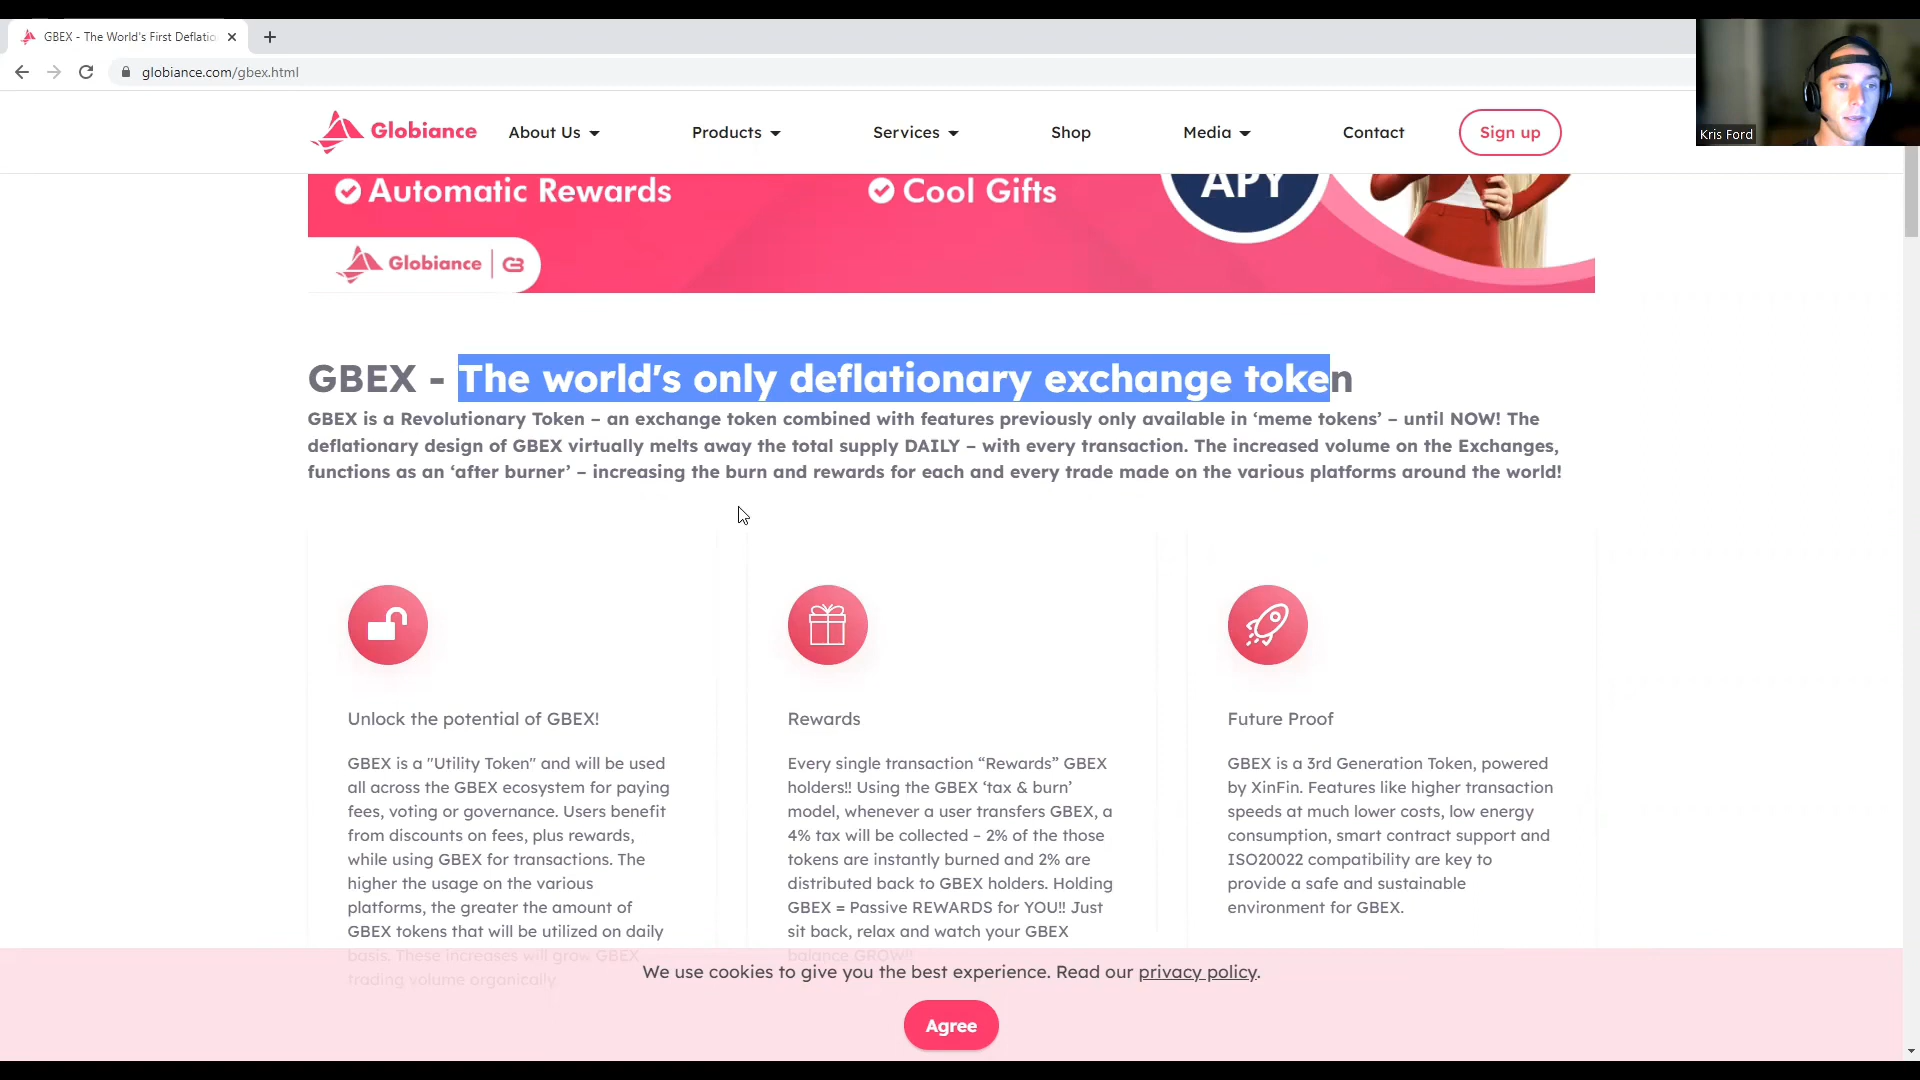 GBEX - The World's First Deflatio
globiance.com/gbex.html
Globiance
About Us
Products
Services
Shop
Media
Contact
Sign up
Kris Ford
Automatic Rewards
Cool Gifts
APY
Globiance
GBEX - The world's only deflationary exchange token
GBEX is a Revolutionary Token – an exchange token combined with features previously only available in ‘meme tokens’ – until NOW! The
deflationary design of GBEX virtually melts away the total supply DAILY – with every transaction. The increased volume on the Exchanges,
functions as an ‘after burner’ – increasing the burn and rewards for each and every trade made on the various platforms around the world!
Unlock the potential of GBEX!
GBEX is a "Utility Token" and will be used
all across the GBEX ecosystem for paying
fees, voting or governance. Users benefit
from discounts on fees, plus rewards,
while using GBEX for transactions. The
higher the usage on the various
platforms, the greater the amount of
GBEX tokens that will be utilized on daily
basis. These increases will grow GBEX
trading volume organically.
Rewards
Every single transaction “Rewards” GBEX
holders!! Using the GBEX ‘tax & burn’
model, whenever a user transfers GBEX, a
4% tax will be collected – 2% of the those
tokens are instantly burned and 2% are
distributed back to GBEX holders. Holding
GBEX = Passive REWARDS for YOU!! Just
sit back, relax and watch your GBEX
balance GROW!!
Future Proof
GBEX is a 3rd Generation Token, powered
by XinFin. Features like higher transaction
speeds at much lower costs, low energy
consumption, smart contract support and
ISO20022 compatibility are key to
provide a safe and sustainable
environment for GBEX.
We use cookies to give you the best experience. Read our privacy policy.
Agree